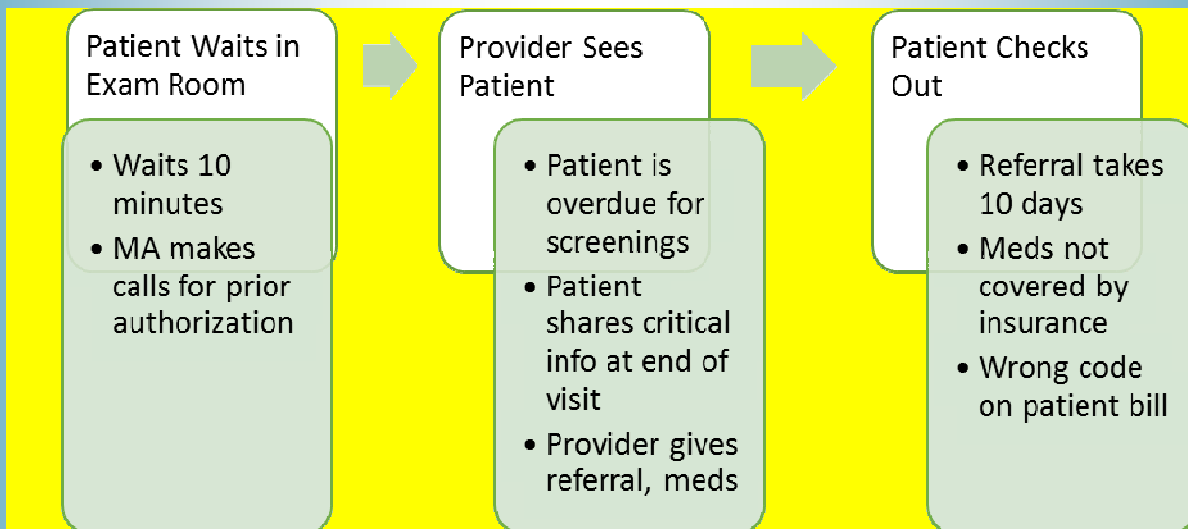 Patient Waits in
Exam Room
• Waits 10
minutes
• MA makes
calls for prior
authorization
Provider Sees
Patient
• Patient is
overdue for
screenings
• Patient
shares critical
info at end of
visit
• Provider gives
referral, meds
Patient Checks
Out
• Referral takes
10 days
• Meds not
covered by
insurance
• Wrong code
on patient bill